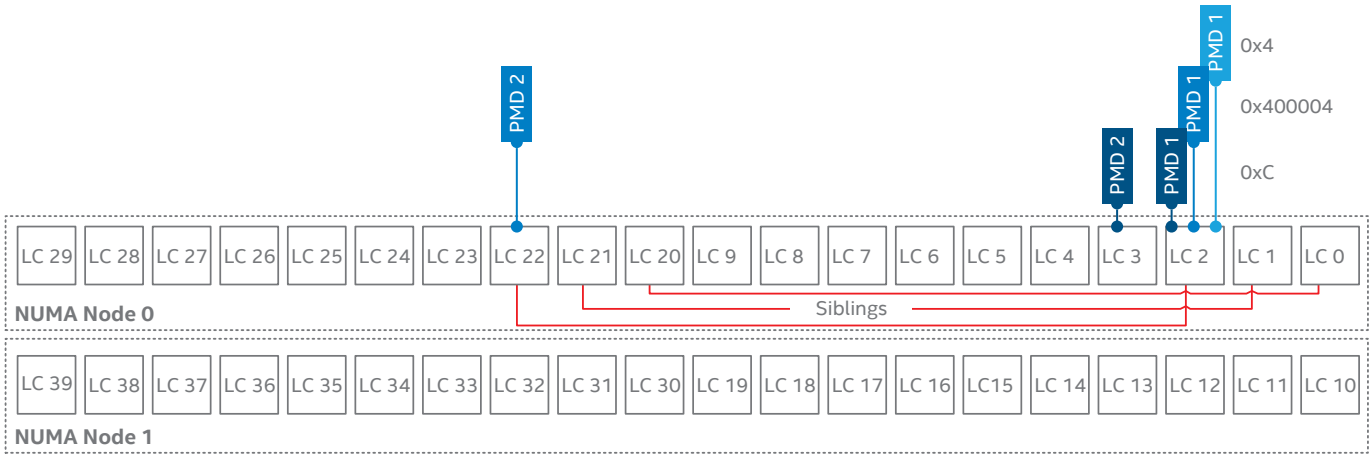 PMD 1
0x4
PMD 2
PMD 1
0x400004
PMD 2
PMD 1
0xC
LC 29 LC 28 LC 27 LC 26 LC 25 LC 24 LC 23 LC 22 LC 21 LC 20 LC 9 LC 8 LC 7 LC 6 LC 5 LC 4 LC 3 LC 2 LC 1 LC 0
Siblings
NUMA Node 0
LC 39 LC 38 LC 37 LC 36 LC 35 LC 34 LC 33 LC 32 LC 31 LC 30 LC 19 LC 18 LC 17 LC 16 LC15 LC 14 LC 13 LC 12 LC 11 LC 10
NUMA Node 1